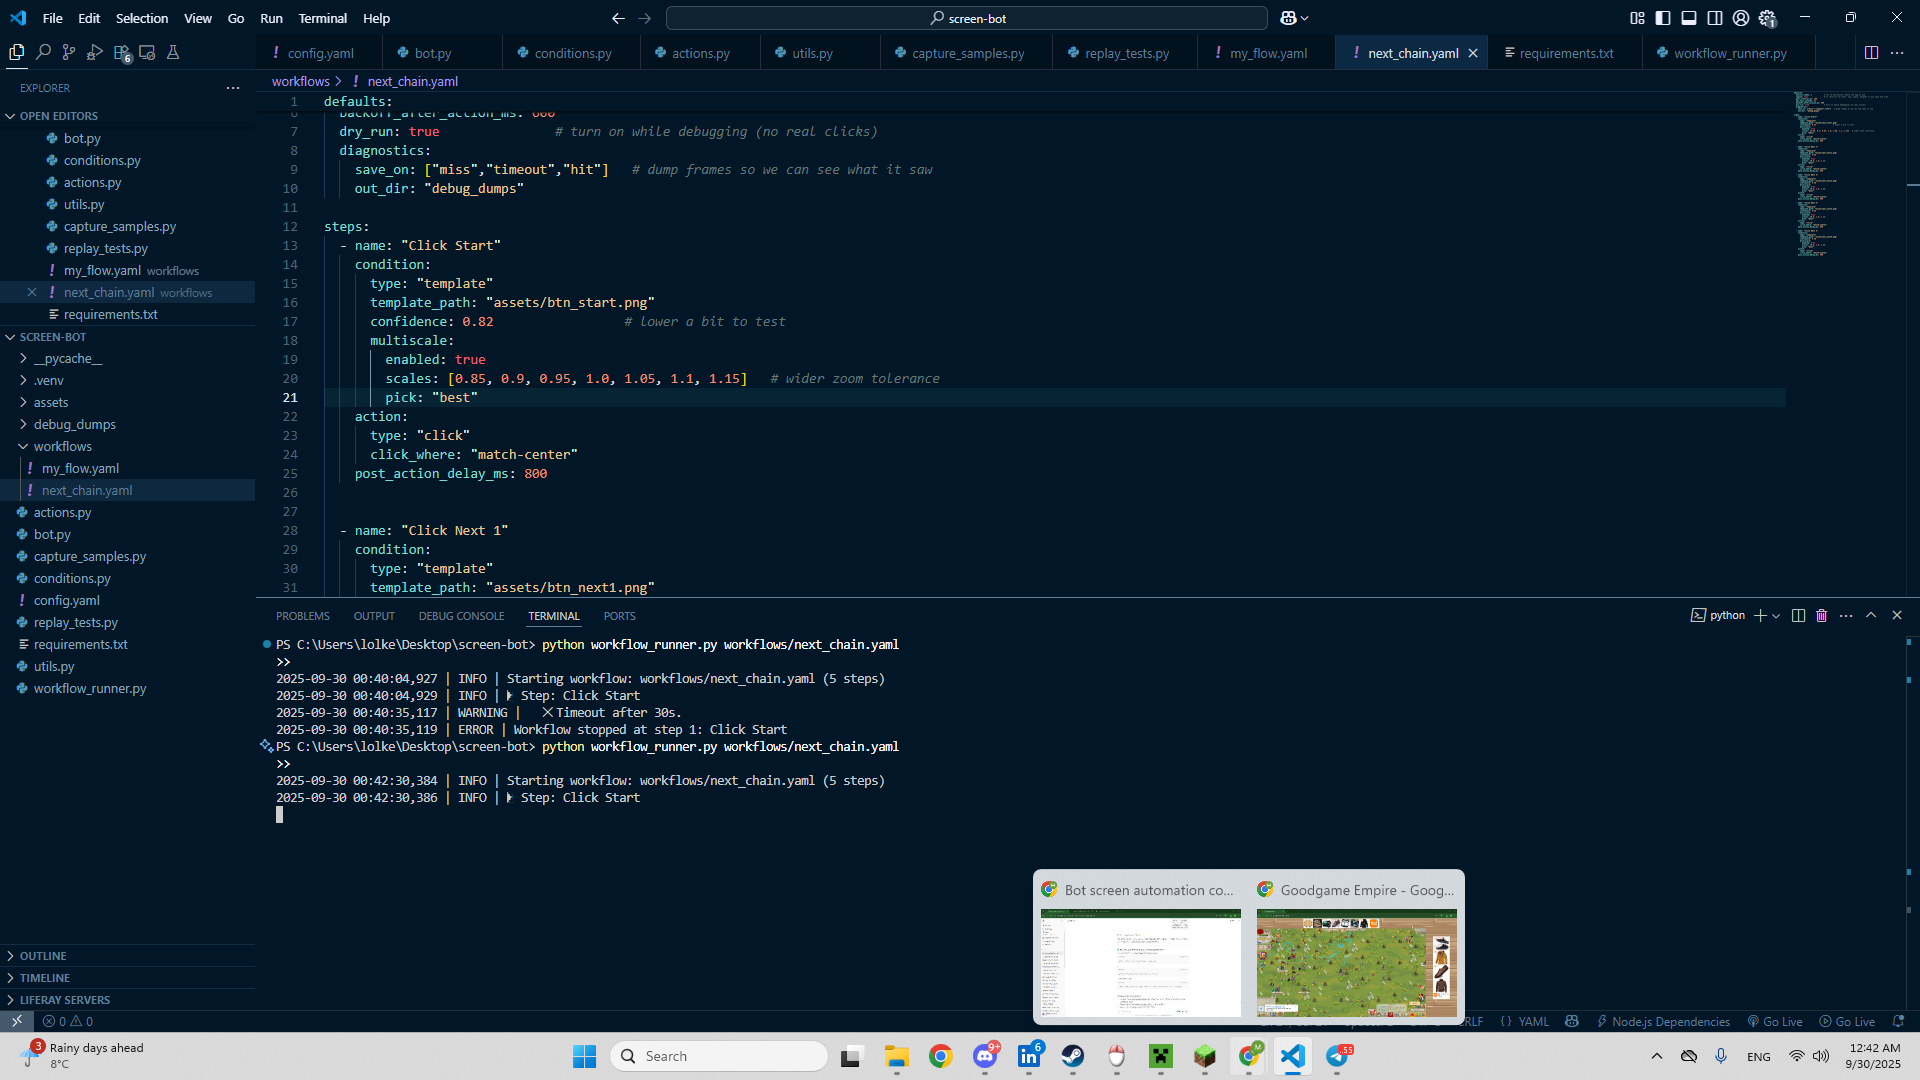 File Edit Selection View Go Run Terminal Help
screen-bot
1
6
config.yaml bot.py conditions.py actions.py utils.py capture_samples.py replay_tests.py my_flow.yaml next_chain.yaml requirements.txt workflow_runner.py
EXPLORER
workflows > next_chain.yaml
OPEN EDITORS
bot.py
conditions.py
actions.py
utils.py
capture_samples.py
replay_tests.py
my_flow.yaml workflows
next_chain.yaml workflows
requirements.txt
SCREEN-BOT
__pycache__
.venv
assets
debug_dumps
workflows
my_flow.yaml
next_chain.yaml
actions.py
bot.py
capture_samples.py
conditions.py
config.yaml
replay_tests.py
requirements.txt
utils.py
workflow_runner.py
OUTLINE
TIMELINE
LIFERAY SERVERS
1 defaults:
6 backoff_after_action_ms: 600
7 dry_run: true # turn on while debugging (no real clicks)
8 diagnostics:
9 save_on: ["miss","timeout","hit"] # dump frames so we can see what it saw
10 out_dir: "debug_dumps"
11
12 steps:
13 - name: "Click Start"
14 condition:
15 type: "template"
16 template_path: "assets/btn_start.png"
17 confidence: 0.82 # lower a bit to test
18 multiscale:
19 enabled: true
20 scales: [0.85, 0.9, 0.95, 1.0, 1.05, 1.1, 1.15] # wider zoom tolerance
21 pick: "best"
22 action:
23 type: "click"
24 click_where: "match-center"
25 post_action_delay_ms: 800
26
27
28 - name: "Click Next 1"
29 condition:
30 type: "template"
31 template_path: "assets/btn_next1.png"
PROBLEMS OUTPUT DEBUG CONSOLE TERMINAL PORTS
python
PS C:\Users\lolke\Desktop\screen-bot> python workflow_runner.py workflows/next_chain.yaml
>>
2025-09-30 00:40:04,927 | INFO | Starting workflow: workflows/next_chain.yaml (5 steps)
2025-09-30 00:40:04,929 | INFO | Step: Click Start
2025-09-30 00:40:35,117 | WARNING | Timeout after 30s.
2025-09-30 00:40:35,119 | ERROR | Workflow stopped at step 1: Click Start
PS C:\Users\lolke\Desktop\screen-bot> python workflow_runner.py workflows/next_chain.yaml
>>
2025-09-30 00:42:30,384 | INFO | Starting workflow: workflows/next_chain.yaml (5 steps)
2025-09-30 00:42:30,386 | INFO | Step: Click Start
Bot screen automation co...
Goodgame Empire - Goog...
0 0
{} YAML
Node.js Dependencies
Go Live
Go Live
3
Rainy days ahead
8°C
Search
9+
6
M
55
ENG
12:42 AM
9/30/2025